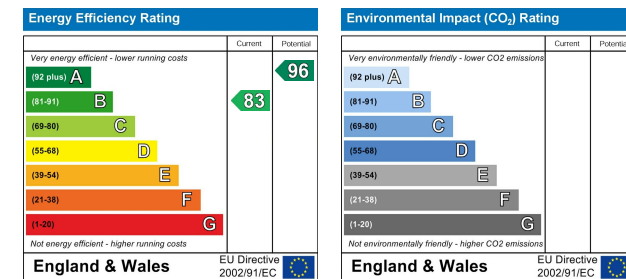 Energy Efficiency Rating
Current Potential
Very energy efficient - lower running costs
(92 plus) A
96
(81-91) B
83
(69-80) C
(55-68) D
(39-54) E
(21-38) F
(1-20) G
Not energy efficient - higher running costs
England & Wales
EU Directive
2002/91/EC
Environmental Impact (CO₂) Rating
Current Potential
Very environmentally friendly - lower CO2 emissions
(92 plus) A
(81-91) B
(69-80) C
(55-68) D
(39-54) E
(21-38) F
(1-20) G
Not environmentally friendly - higher CO2 emissions
England & Wales
EU Directive
2002/91/EC